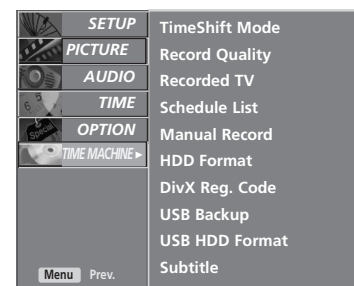 SETUP
PICTURE
AUDIO
TIME
OPTION
TIME MACHINE ►
Menu Prev.
TimeShift Mode
Record Quality
Recorded TV
Schedule List
Manual Record
HDD Format
DivX Reg. Code
USB Backup
USB HDD Format
Subtitle